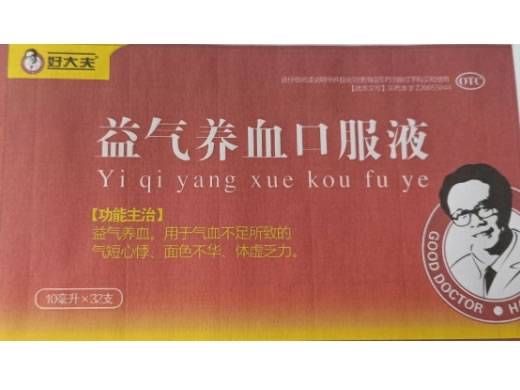 好大夫
OTC
益气养血口服液
Yi qi yang xue kou fu ye
【功能主治】
益气养血。用于气血不足所致的
气短心悸、面色不华、体虚乏力。
10毫升×32支
GOOD DOCTOR • H